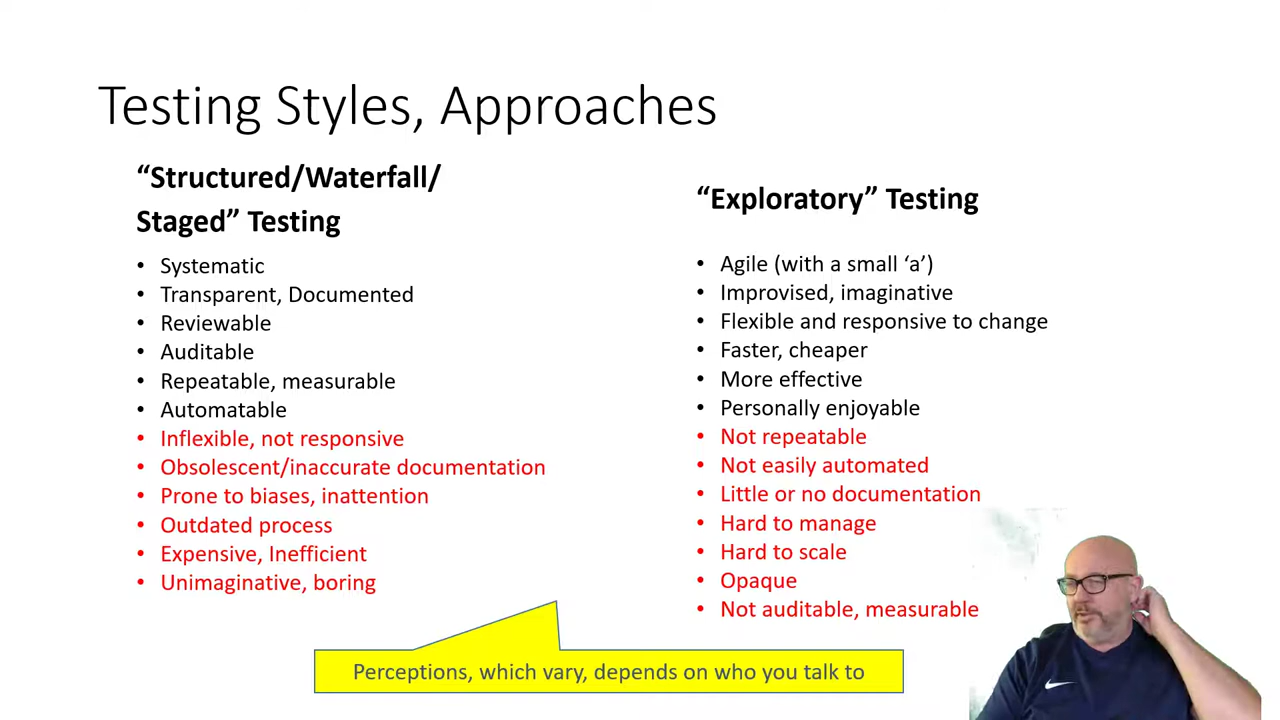 Testing Styles, Approaches
“Structured/Waterfall/
Staged” Testing
• Systematic
• Transparent, Documented
• Reviewable
• Auditable
• Repeatable, measurable
• Automatable
• Inflexible, not responsive
• Obsolescent/inaccurate documentation
• Prone to biases, inattention
• Outdated process
• Expensive, Inefficient
• Unimaginative, boring
“Exploratory” Testing
• Agile (with a small ‘a’)
• Improvised, imaginative
• Flexible and responsive to change
• Faster, cheaper
• More effective
• Personally enjoyable
• Not repeatable
• Not easily automated
• Little or no documentation
• Hard to manage
• Hard to scale
• Opaque
• Not auditable, measurable
Perceptions, which vary, depends on who you talk to